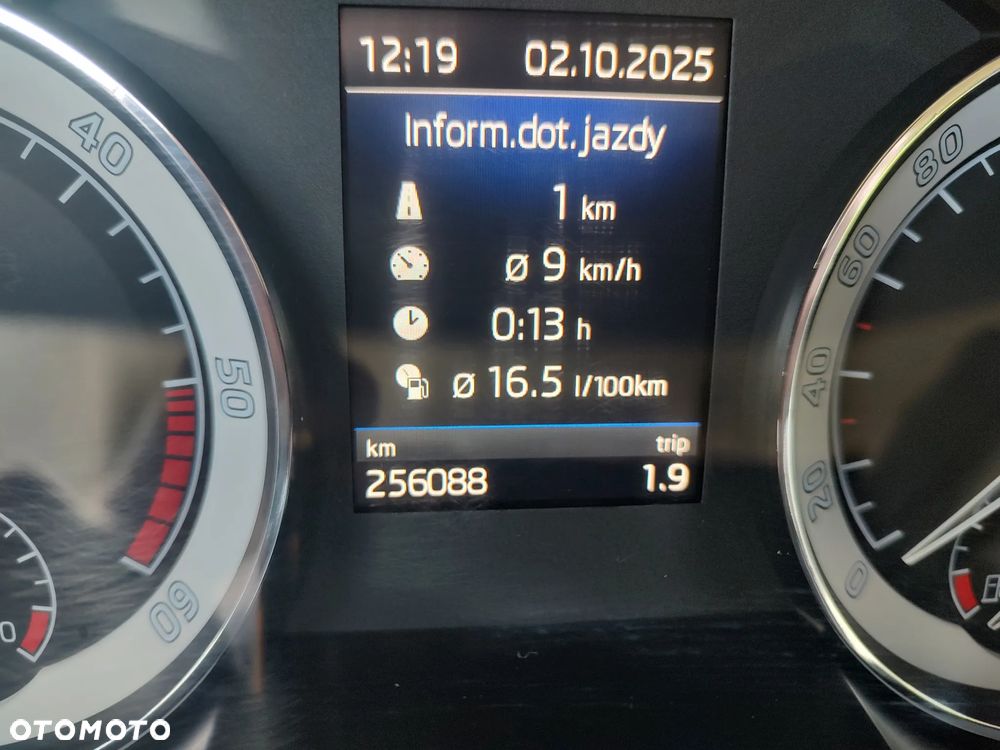 12:19 02.10.2025
Inform.dot.jazdy
1 km
ø 9 km/h
0:13 h
ø 16.5 l/100km
km trip
256088 1.9
40
50
60
80
60
40
20
0
0
OTOMOTO